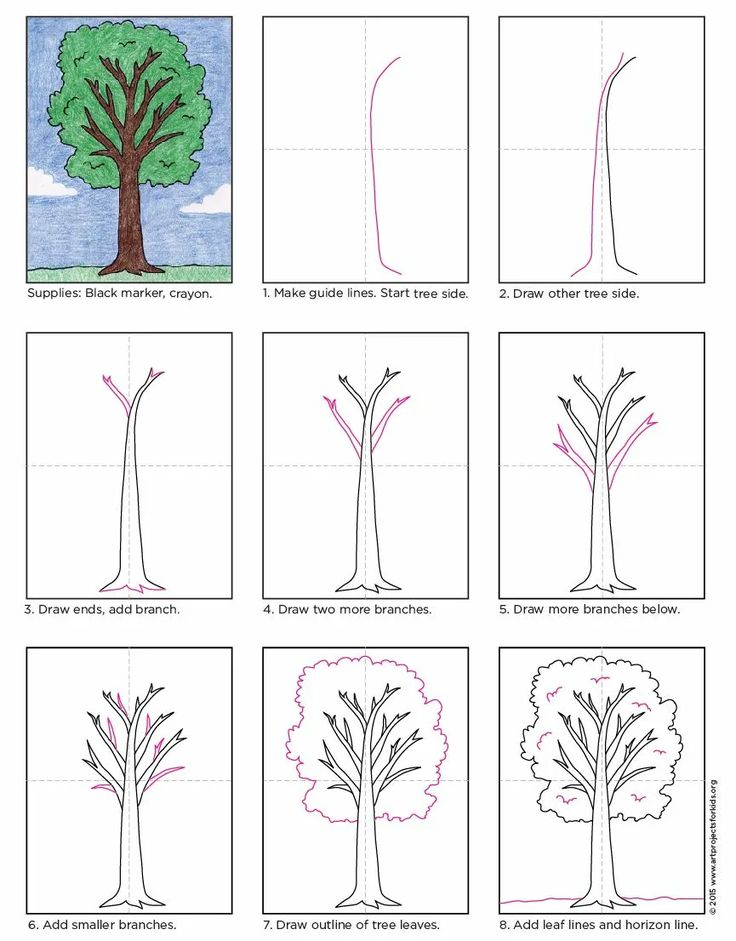 Supplies: Black marker, crayon.
1. Make guide lines. Start tree side.
2. Draw other tree side.
3. Draw ends, add branch.
4. Draw two more branches.
5. Draw more branches below.
6. Add smaller branches.
7. Draw outline of tree leaves.
8. Add leaf lines and horizon line.
© 2015 www.artprojectsforkids.org